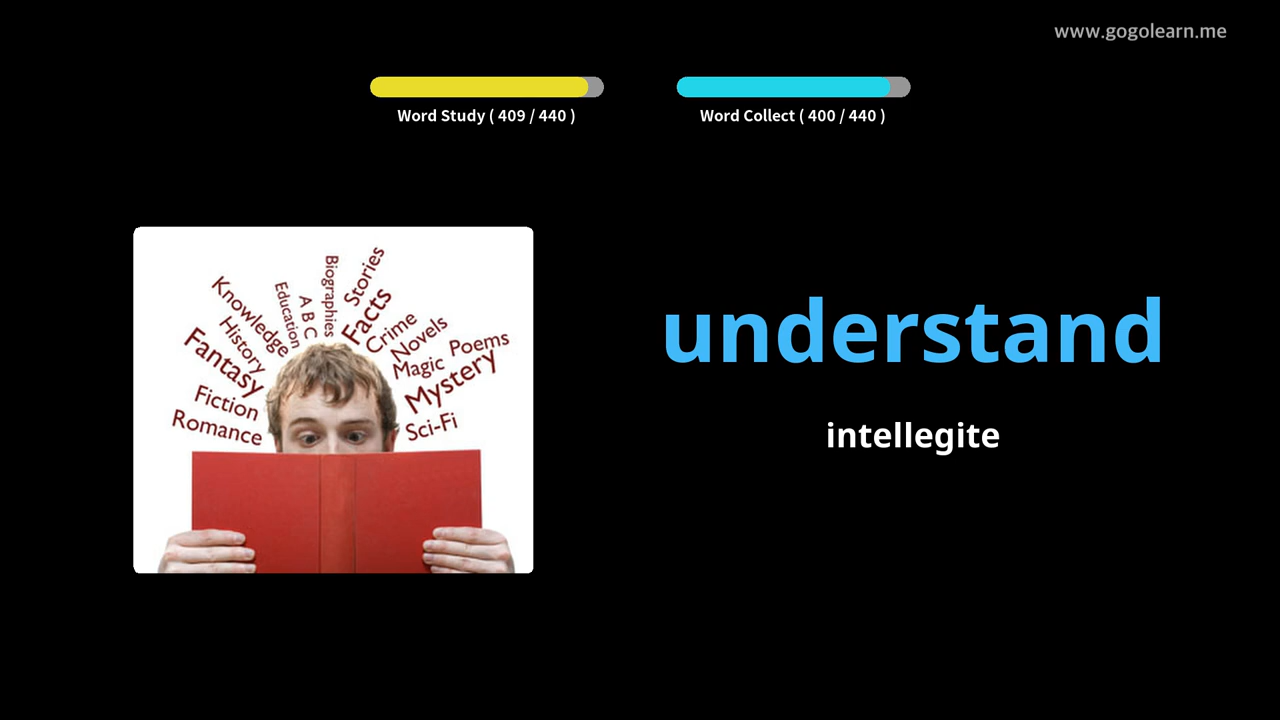 www.gogolearn.me
Word Study ( 409 / 440 )
Word Collect ( 400 / 440 )
understand
intellegite
Biographies
Stories
Education
A B C
Facts
Knowledge
Crime
History
Novels
Fantasy
Magic
Poems
Mystery
Fiction
Romance
Sci-Fi